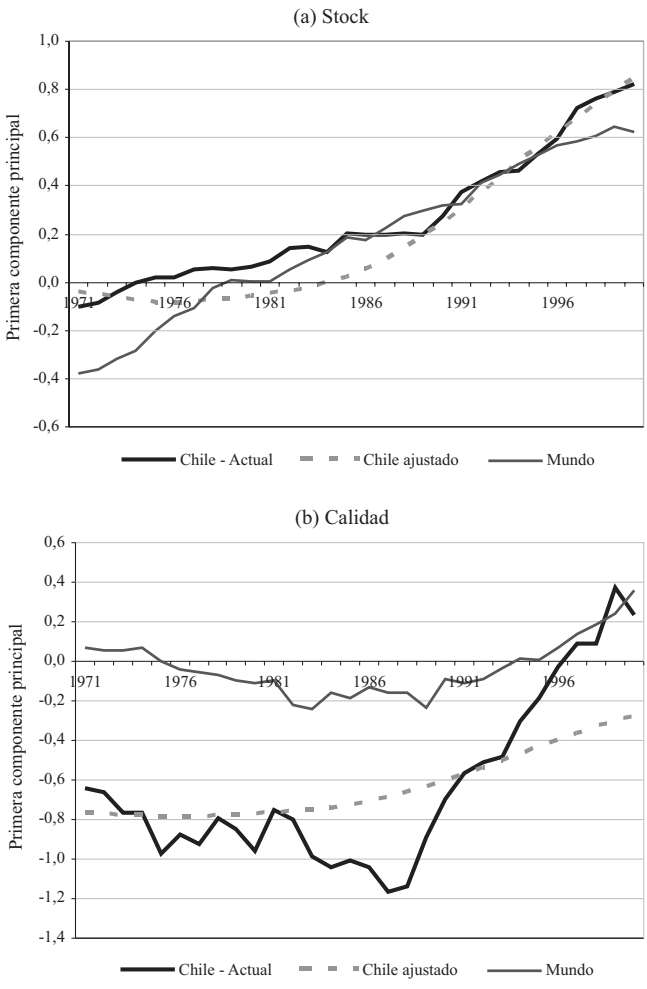 (a) Stock
Primera componente principal
1,0
0,8
0,6
0,4
0,2
0,0
-0,2
-0,4
-0,6
1971 1976 1981 1986 1991 1996
Chile - Actual Chile ajustado Mundo
(b) Calidad
Primera componente principal
0,6
0,4
0,2
0,0
-0,2
-0,4
-0,6
-0,8
-1,0
-1,2
-1,4
1971 1976 1981 1986 1991 1996
Chile - Actual Chile ajustado Mundo